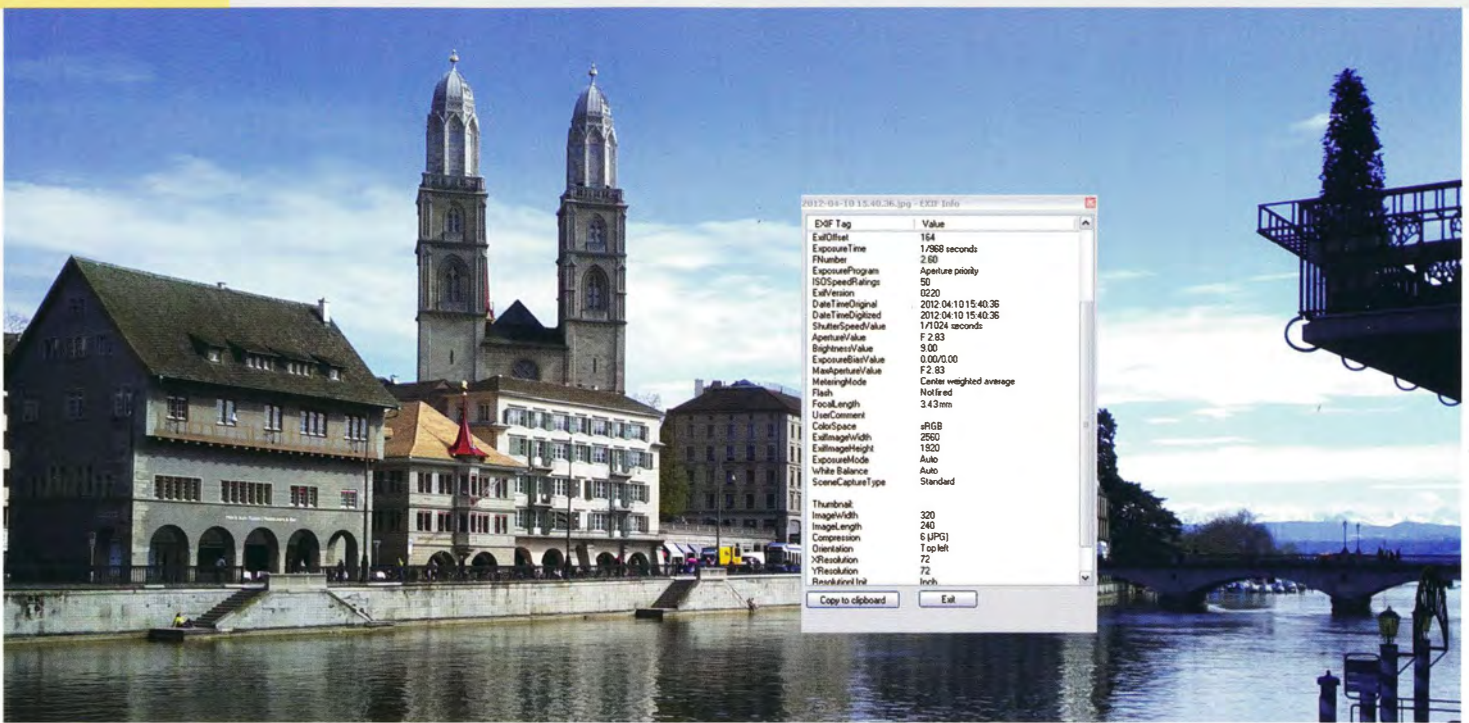 2012-04-10 15.40.36.jpg - EXIF Info
EXIF Tag Value
ExifOffset 164
ExposureTime 1/968 seconds
FNumber 2.60
ExposureProgram Aperture priority
ISOSpeedRatings 50
ExifVersion 0220
DateTimeOriginal 2012:04:10 15:40:36
DateTimeDigitized 2012:04:10 15:40:36
ShutterSpeedValue 1/1024 seconds
ApertureValue F 2.83
BrightnessValue 9.00
ExposureBiasValue 0.00/0.00
MaxApertureValue F 2.83
MeteringMode Center weighted average
Flash Not fired
FocalLength 3.43 mm
UserComment
ColorSpace sRGB
ExifImageWidth 2560
ExifImageHeight 1920
ExposureMode Auto
White Balance Auto
SceneCaptureType Standard
Thumbnail:
ImageWidth 320
ImageLength 240
Compression 6 (JPG)
Orientation Top left
XResolution 72
YResolution 72
ResolutionUnit Inch
Copy to clipboard Exit